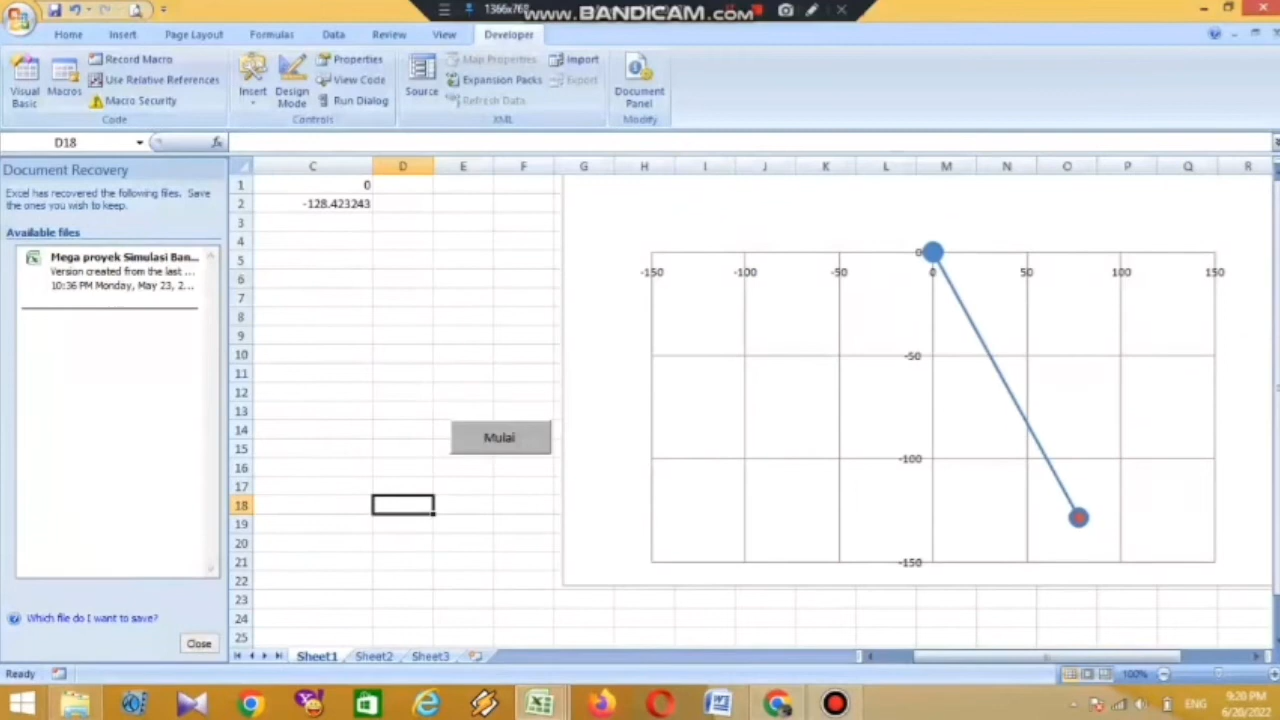 1366x768
www.BANDICAM.com
Home Insert Page Layout Formulas Data Review View Developer
Visual Basic
Macros
Record Macro
Use Relative References
Macro Security
Code
Insert
Design Mode
Properties
View Code
Run Dialog
Controls
Source
Map Properties
Expansion Packs
Refresh Data
Import
Export
XML
Document Panel
Modify
D18
fx
Document Recovery
Excel has recovered the following files. Save
the ones you wish to keep.
Available files
Mega proyek Simulasi Ban...
Version created from the last ...
10:36 PM Monday, May 23, 2...
Which file do I want to save?
Close
C D E F G H I J K L M N O P Q R
1 0
2 -128.423243
3
4
5
6
7
8
9
10
11
12
13
14
15
16
17
18
19
20
21
22
23
24
25
Mulai
0
-150 -100 -50 0 50 100 150
-50
-100
-150
Sheet1 Sheet2 Sheet3
Ready
100%
ENG
9:20 PM
6/20/2022